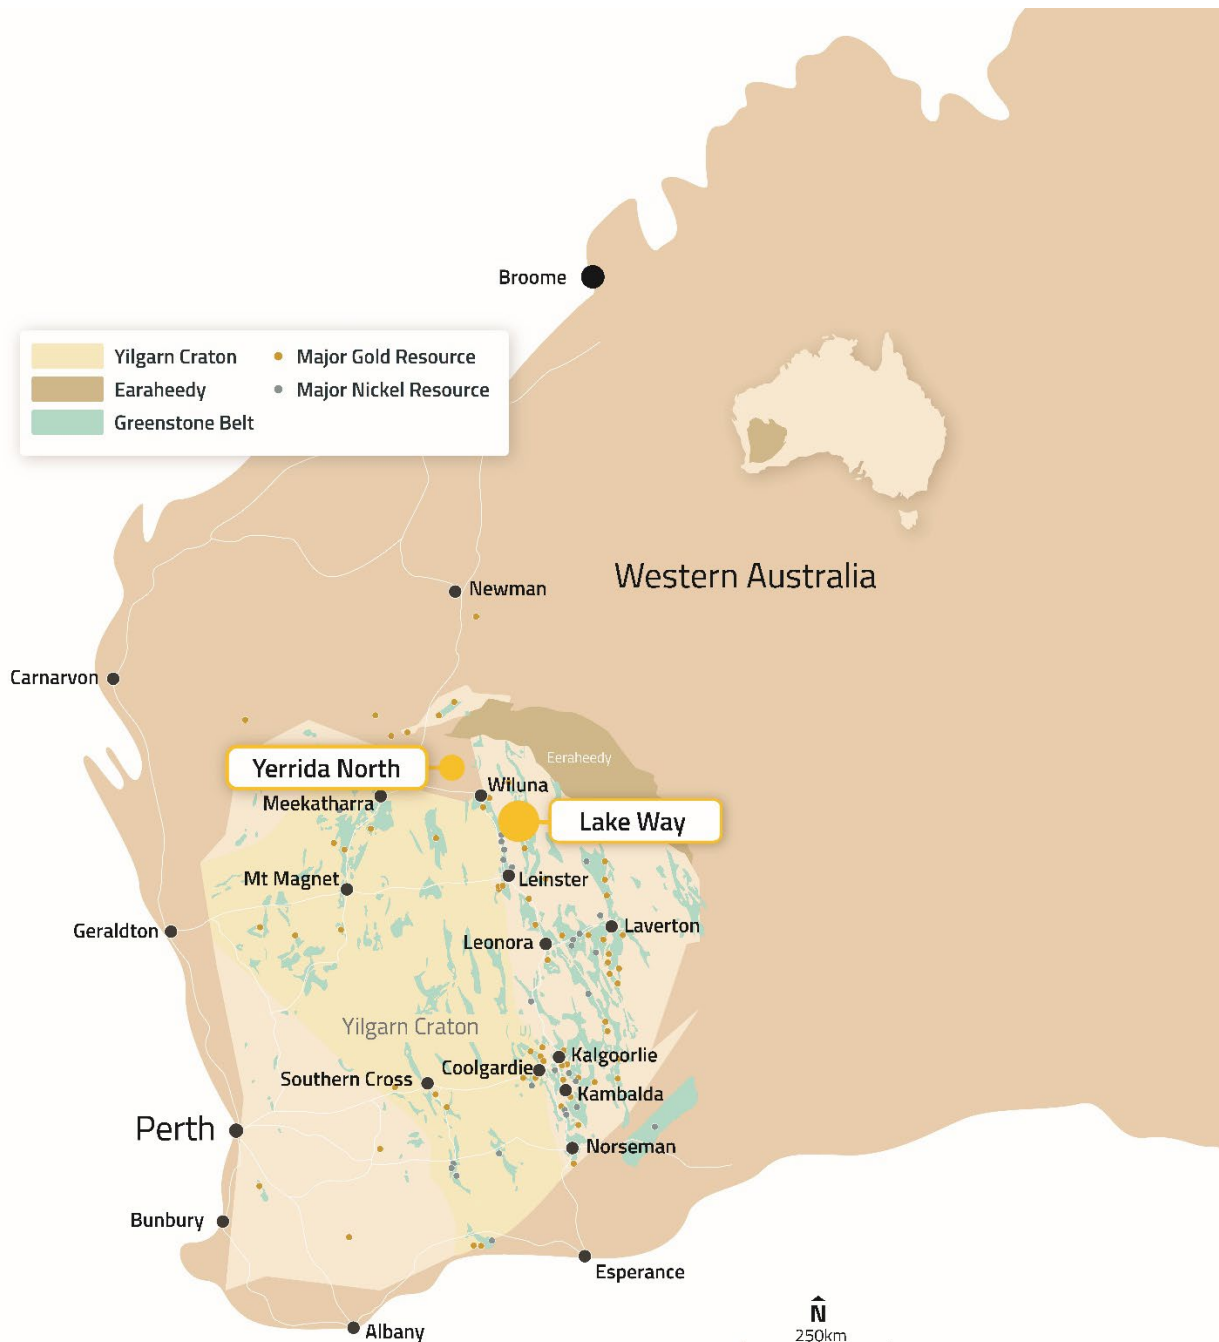 Broome
Yilgarn Craton
Major Gold Resource
Earaheedy
Major Nickel Resource
Greenstone Belt
Western Australia
Newman
Carnarvon
Eeraheedy
Yerrida North
Wiluna
Meekatharra
Lake Way
Mt Magnet
Leinster
Geraldton
Laverton
Leonora
Yilgarn Craton
Kalgoorlie
Coolgardie
Southern Cross
Kambalda
Perth
Norseman
Bunbury
Esperance
N
Albany
250km